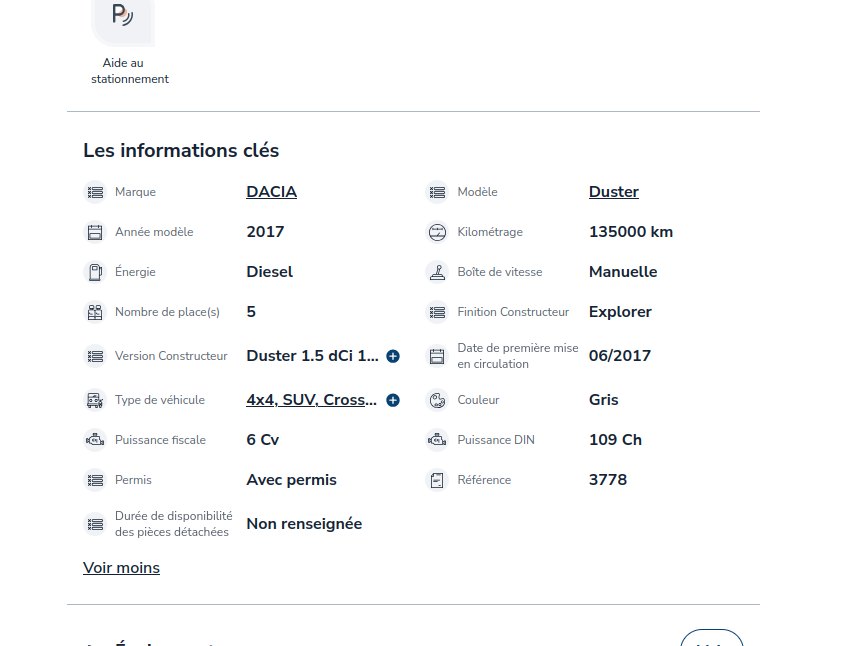 Aide au
stationnement
Les informations clés
Marque
DACIA
Modèle
Duster
Année modèle
2017
Kilométrage
135000 km
Énergie
Diesel
Boîte de vitesse
Manuelle
Nombre de place(s)
5
Finition Constructeur
Explorer
Version Constructeur
Duster 1.5 dCi 1...
Date de première mise
en circulation
06/2017
Type de véhicule
4x4, SUV, Cross...
Couleur
Gris
Puissance fiscale
6 Cv
Puissance DIN
109 Ch
Permis
Avec permis
Référence
3778
Durée de disponibilité
des pièces détachées
Non renseignée
Voir moins